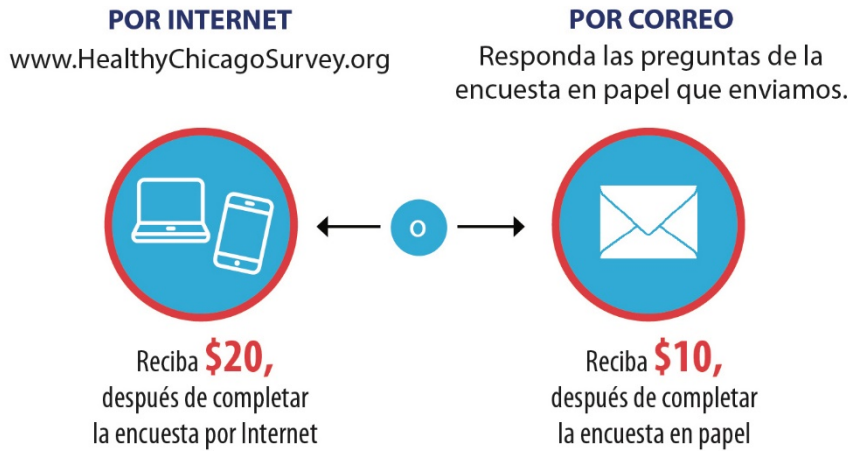 POR INTERNET
www.HealthyChicagoSurvey.org
POR CORREO
Responda las preguntas de la
encuesta en papel que enviamos.
o
Reciba $20,
después de completar
la encuesta por Internet
Reciba $10,
después de completar
la encuesta en papel